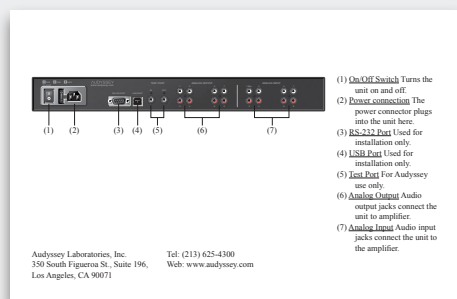 AUDYSSEY
(1)
(2)
(3)
(4)
(5)
(6)
(7)
(1) On/Off Switch Turns the
unit on and off.
(2) Power connection The
power connector plugs
into the unit here.
(3) RS-232 Port Used for
installation only.
(4) USB Port Used for
installation only.
(5) Test Port For Audyssey
use only.
(6) Analog Output Audio
output jacks connect the
unit to amplifier.
(7) Analog Input Audio input
jacks connect the unit to
the amplifier.
Audyssey Laboratories, Inc.
350 South Figueroa St., Suite 196,
Los Angeles, CA 90071
Tel: (213) 625-4300
Web: www.audyssey.com